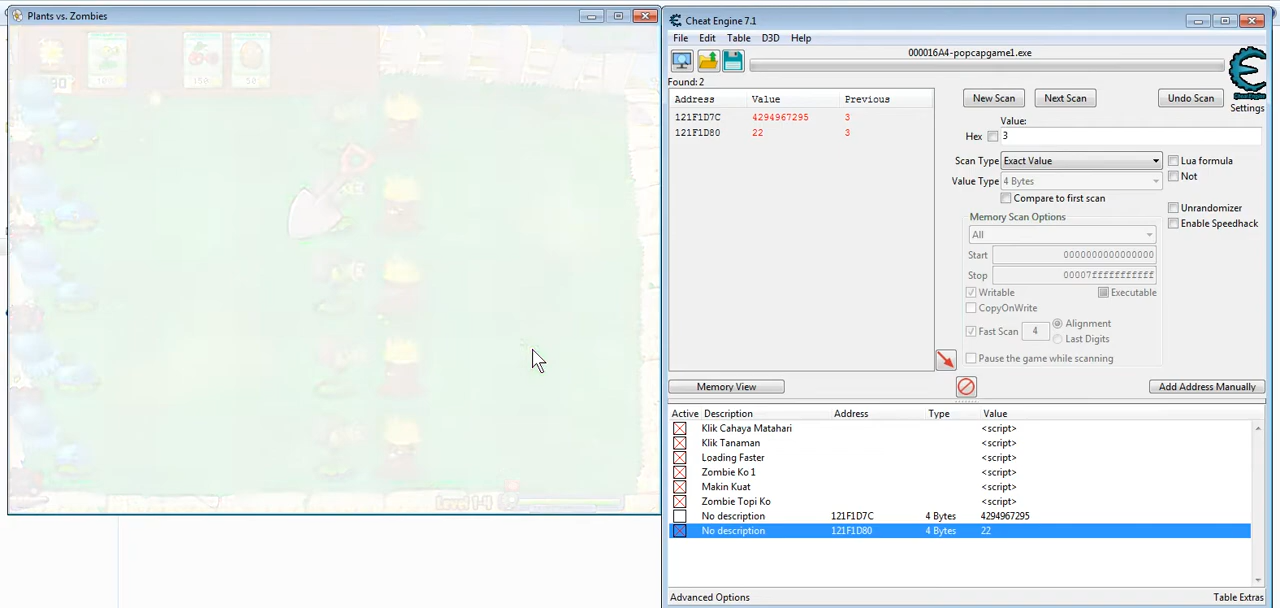 Plants vs. Zombies
100
150
50
Level 1-4
Cheat Engine 7.1
File Edit Table D3D Help
000016A4-popcapgame1.exe
Found: 2
Address Value Previous
121F1D7C 4294967295 3
121F1D80 22 3
New Scan Next Scan Undo Scan
Settings
Value:
Hex 3
Scan Type Exact Value
Lua formula
Value Type 4 Bytes
Not
Compare to first scan
Memory Scan Options
All
Unrandomizer
Enable Speedhack
Start 0000000000000000
Stop 00007fffffffffff
Writable Executable
CopyOnWrite
Fast Scan 4 Alignment
Last Digits
Pause the game while scanning
Memory View Add Address Manually
Active Description Address Type Value
Klik Cahaya Matahari <script>
Klik Tanaman <script>
Loading Faster <script>
Zombie Ko 1 <script>
Makin Kuat <script>
Zombie Topi Ko <script>
No description 121F1D7C 4 Bytes 4294967295
No description 121F1D80 4 Bytes 22
Advanced Options Table Extras